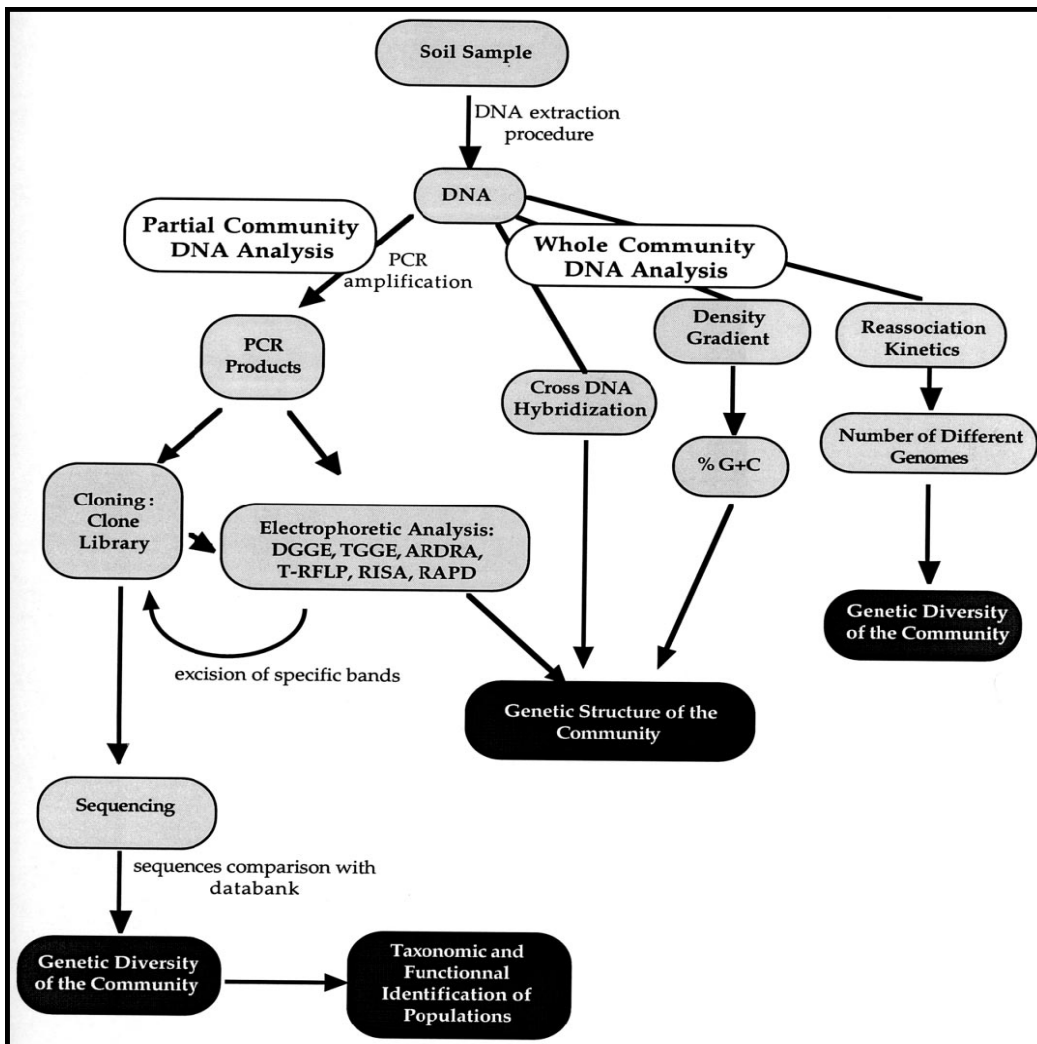 Soil Sample
DNA extraction
procedure
DNA
Partial Community
DNA Analysis
PCR
amplification
Whole Community
DNA Analysis
PCR
Products
Cross DNA
Hybridization
Density
Gradient
Reassociation
Kinetics
% G+C
Number of Different
Genomes
Cloning :
Clone
Library
Electrophoretic Analysis:
DGGE, TGGE, ARDRA,
T-RFLP, RISA, RAPD
excision of specific bands
Genetic Structure of the
Community
Genetic Diversity
of the Community
Sequencing
sequences comparison with
databank
Genetic Diversity
of the Community
Taxonomic and
Functionnal
Identification of
Populations